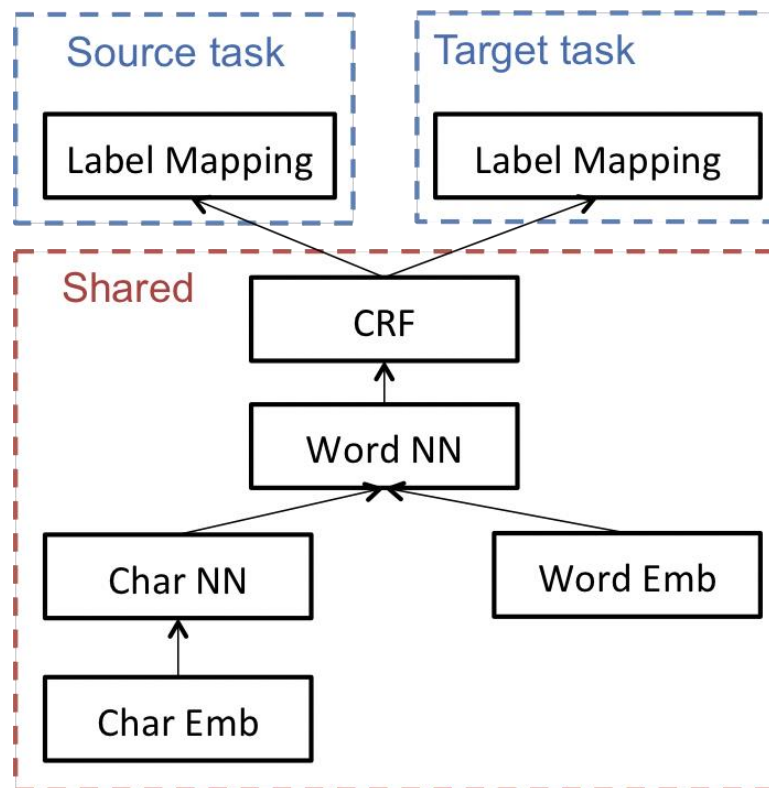 Source task
Target task
Label Mapping
Label Mapping
Shared
CRF
Word NN
Char NN
Word Emb
Char Emb